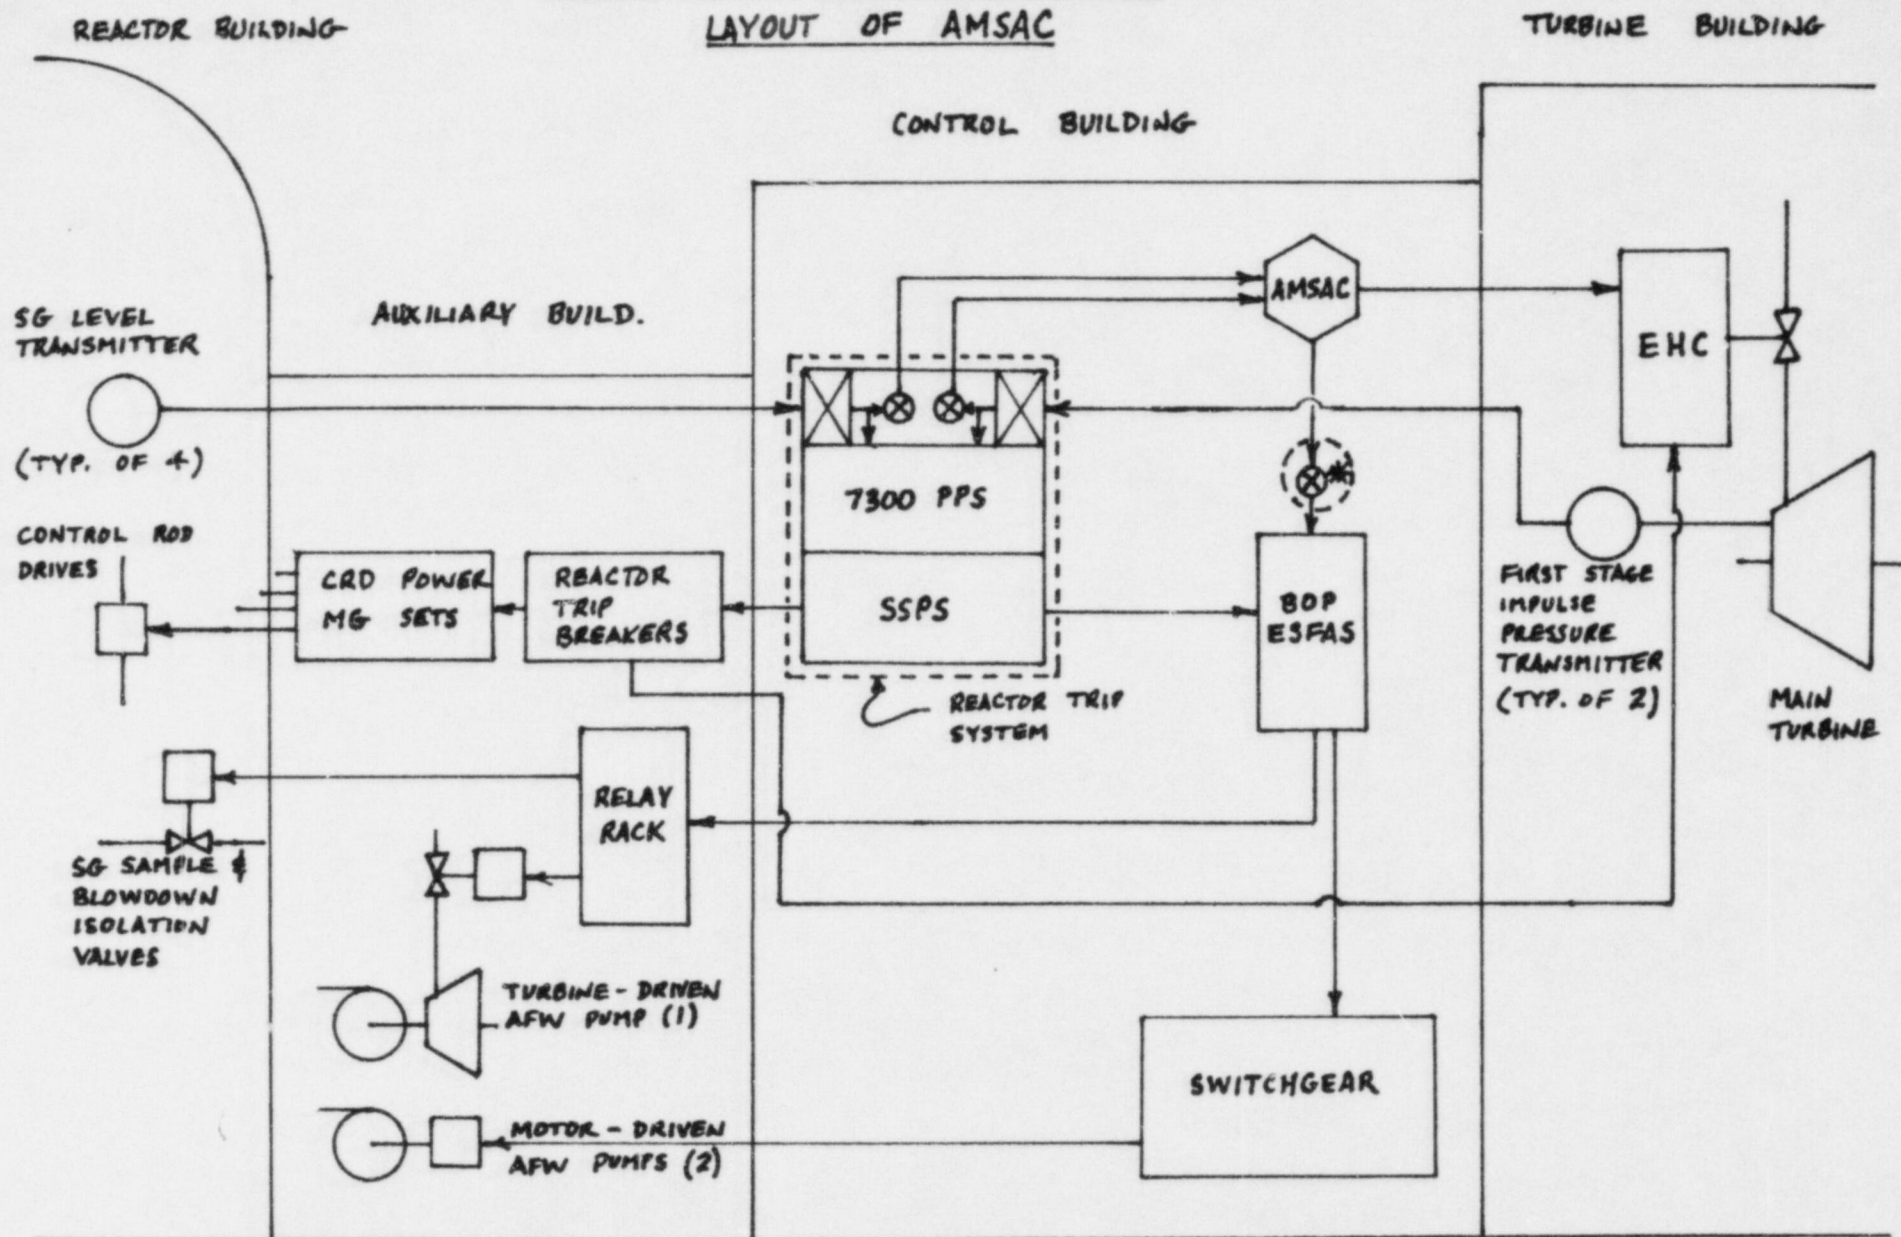 REACTOR BUILDING
LAYOUT OF AMSAC
TURBINE BUILDING
CONTROL BUILDING
AUXILIARY BUILD.
SG LEVEL
TRANSMITTER
(TYP. OF 4)
AMSAC
EHC
7300 PPS
SSPS
*
CONTROL ROD
DRIVES
CRD POWER
MG SETS
REACTOR
TRIP
BREAKERS
BOP
ESFAS
FIRST STAGE
IMPULSE
PRESSURE
TRANSMITTER
(TYP. OF 2)
MAIN
TURBINE
REACTOR TRIP
SYSTEM
RELAY
RACK
SG SAMPLE &
BLOWDOWN
ISOLATION
VALVES
TURBINE-DRIVEN
AFW PUMP (1)
SWITCHGEAR
MOTOR-DRIVEN
AFW PUMPS (2)